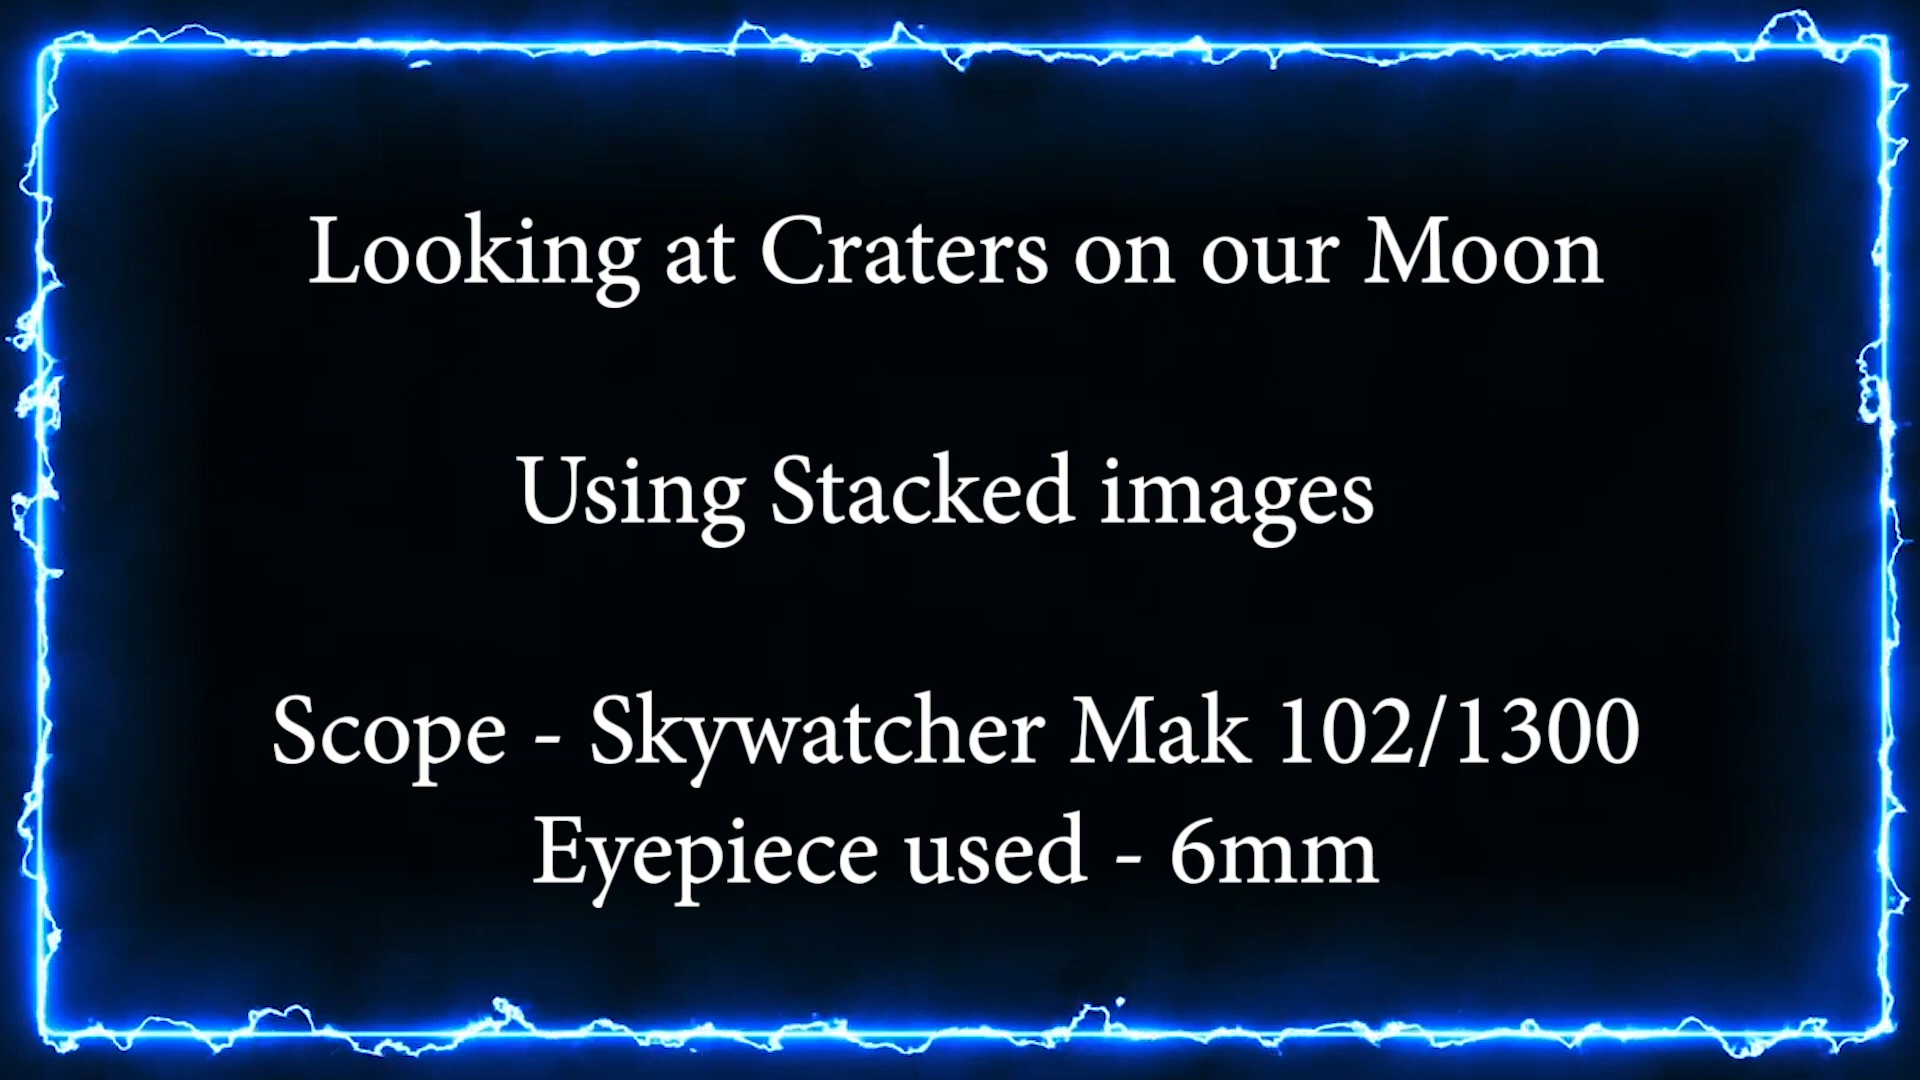 Looking at Craters on our Moon
Using Stacked images
Scope - Skywatcher Mak 102/1300
Eyepiece used - 6mm